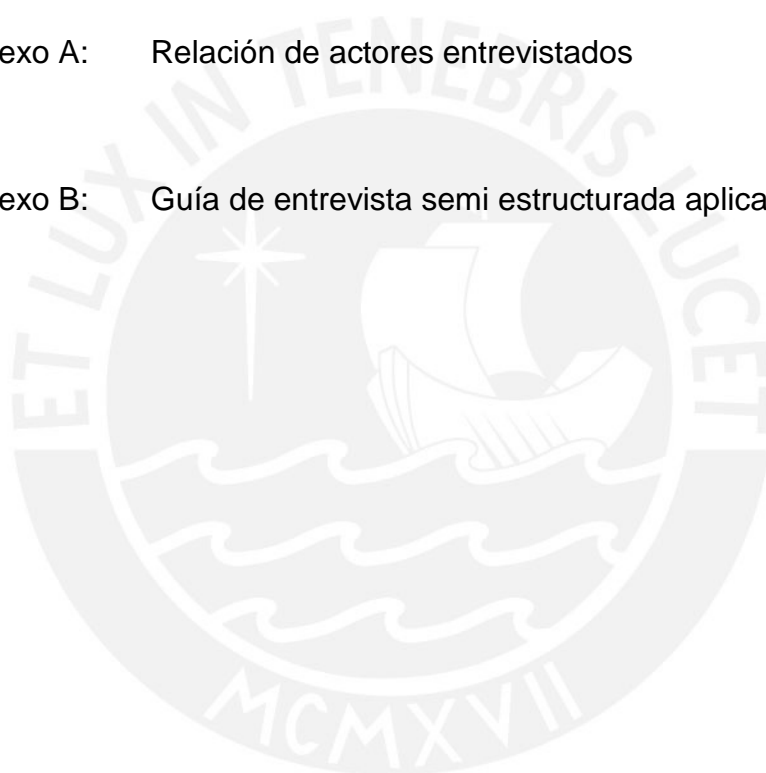 exo A: Relación de actores entrevistados
exo B: Guía de entrevista semi estructurada aplica
ET LUX IN TENEBRIS LUCET
MCMXVII